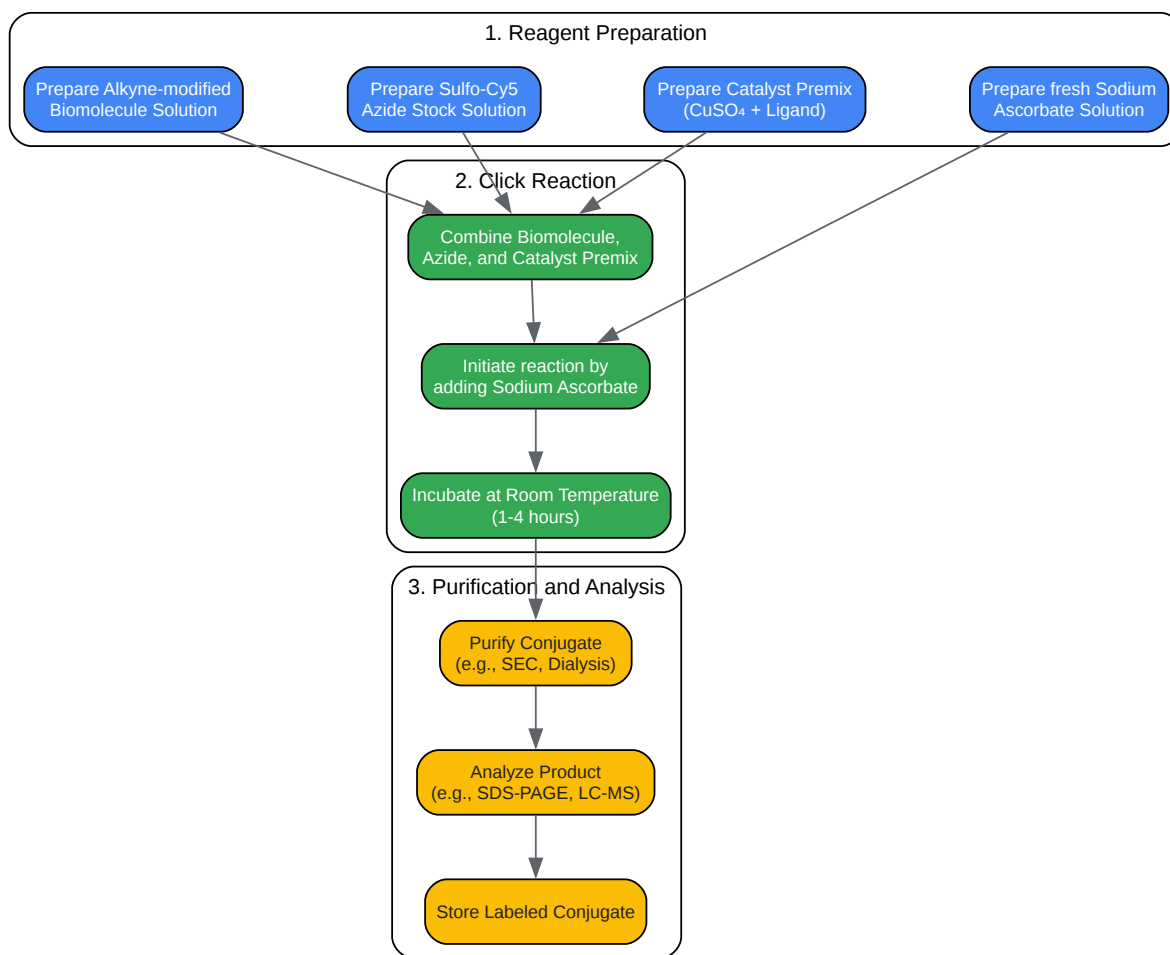 1. Reagent Preparation
Prepare Alkyne-modified
Biomolecule Solution
Prepare Sulfo-Cy5
Azide Stock Solution
Prepare Catalyst Premix
(CuSO₄ + Ligand)
Prepare fresh Sodium
Ascorbate Solution
2. Click Reaction
Combine Biomolecule,
Azide, and Catalyst Premix
Initiate reaction by
adding Sodium Ascorbate
Incubate at Room Temperature
(1-4 hours)
3. Purification and Analysis
Purify Conjugate
(e.g., SEC, Dialysis)
Analyze Product
(e.g., SDS-PAGE, LC-MS)
Store Labeled Conjugate